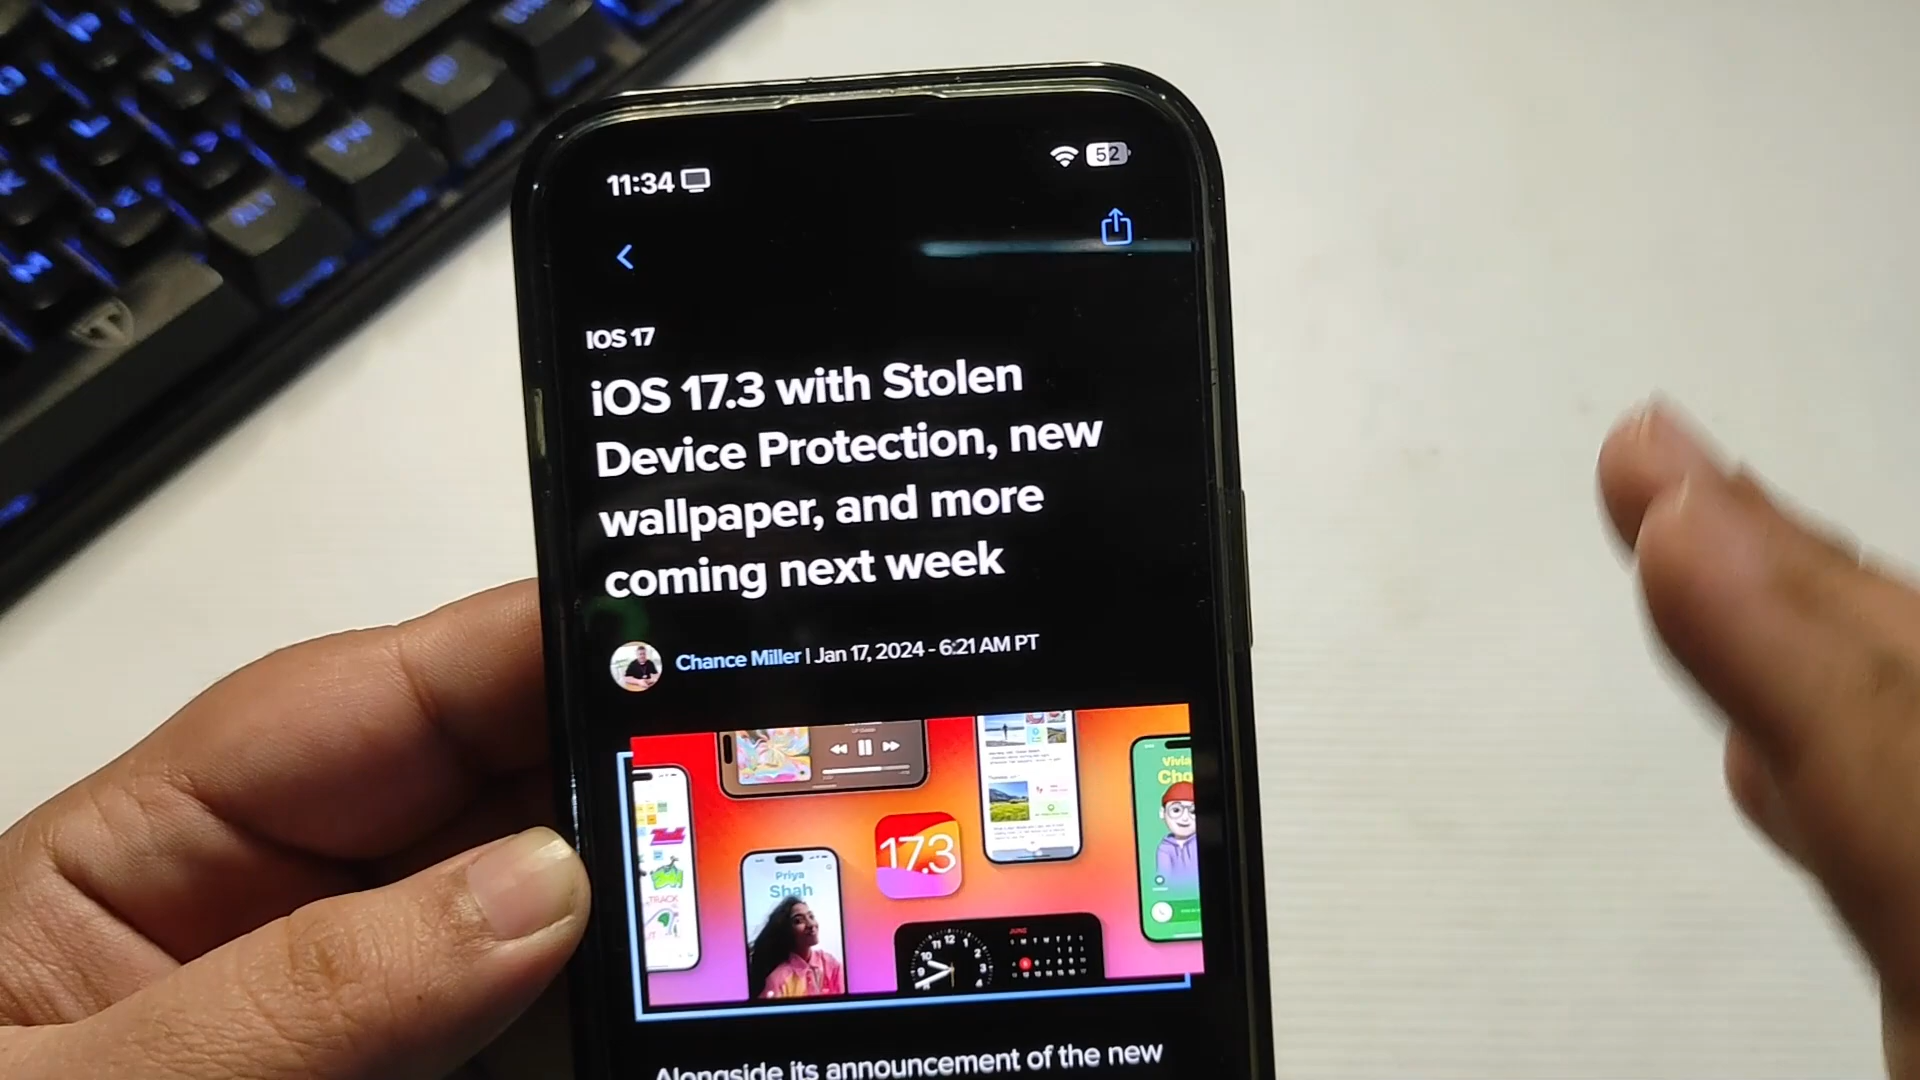 11:34
52
IOS 17
iOS 17.3 with Stolen
Device Protection, new
wallpaper, and more
coming next week
Chance Miller | Jan 17, 2024 - 6:21 AM PT
17.3
Priya
Shah
JUNE
TRACK
Alongside its announcement of the new